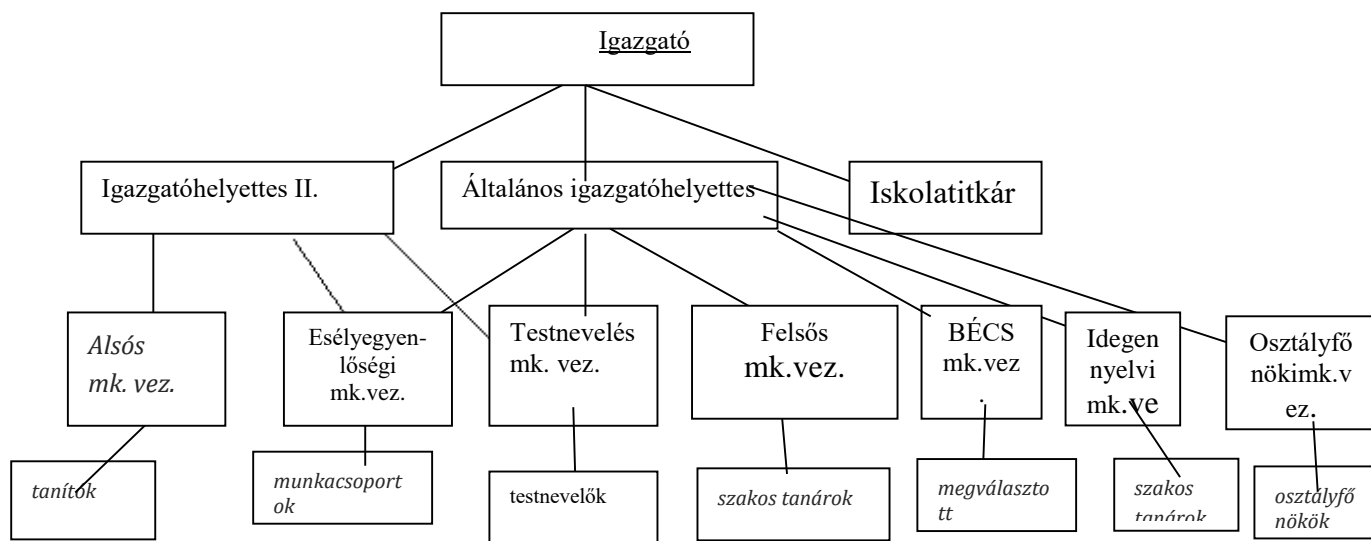 Igazgató
Igazgatóhelyettes II.
Általános igazgatóhelyettes
Iskolatitkár
Alsós
mk. vez.
Esélyegyen-
lőségi
mk.vez.
Testnevelés
mk. vez.
Felsős
mk.vez.
BÉCS
mk.vez
.
Idegen
nyelvi
mk.ve
Osztályfő
nökimk.v
ez.
tanítók
munkacsoport
ok
testnevelők
szakos tanárok
megválaszto
tt
szakos
tanárok
osztályfő
nökök